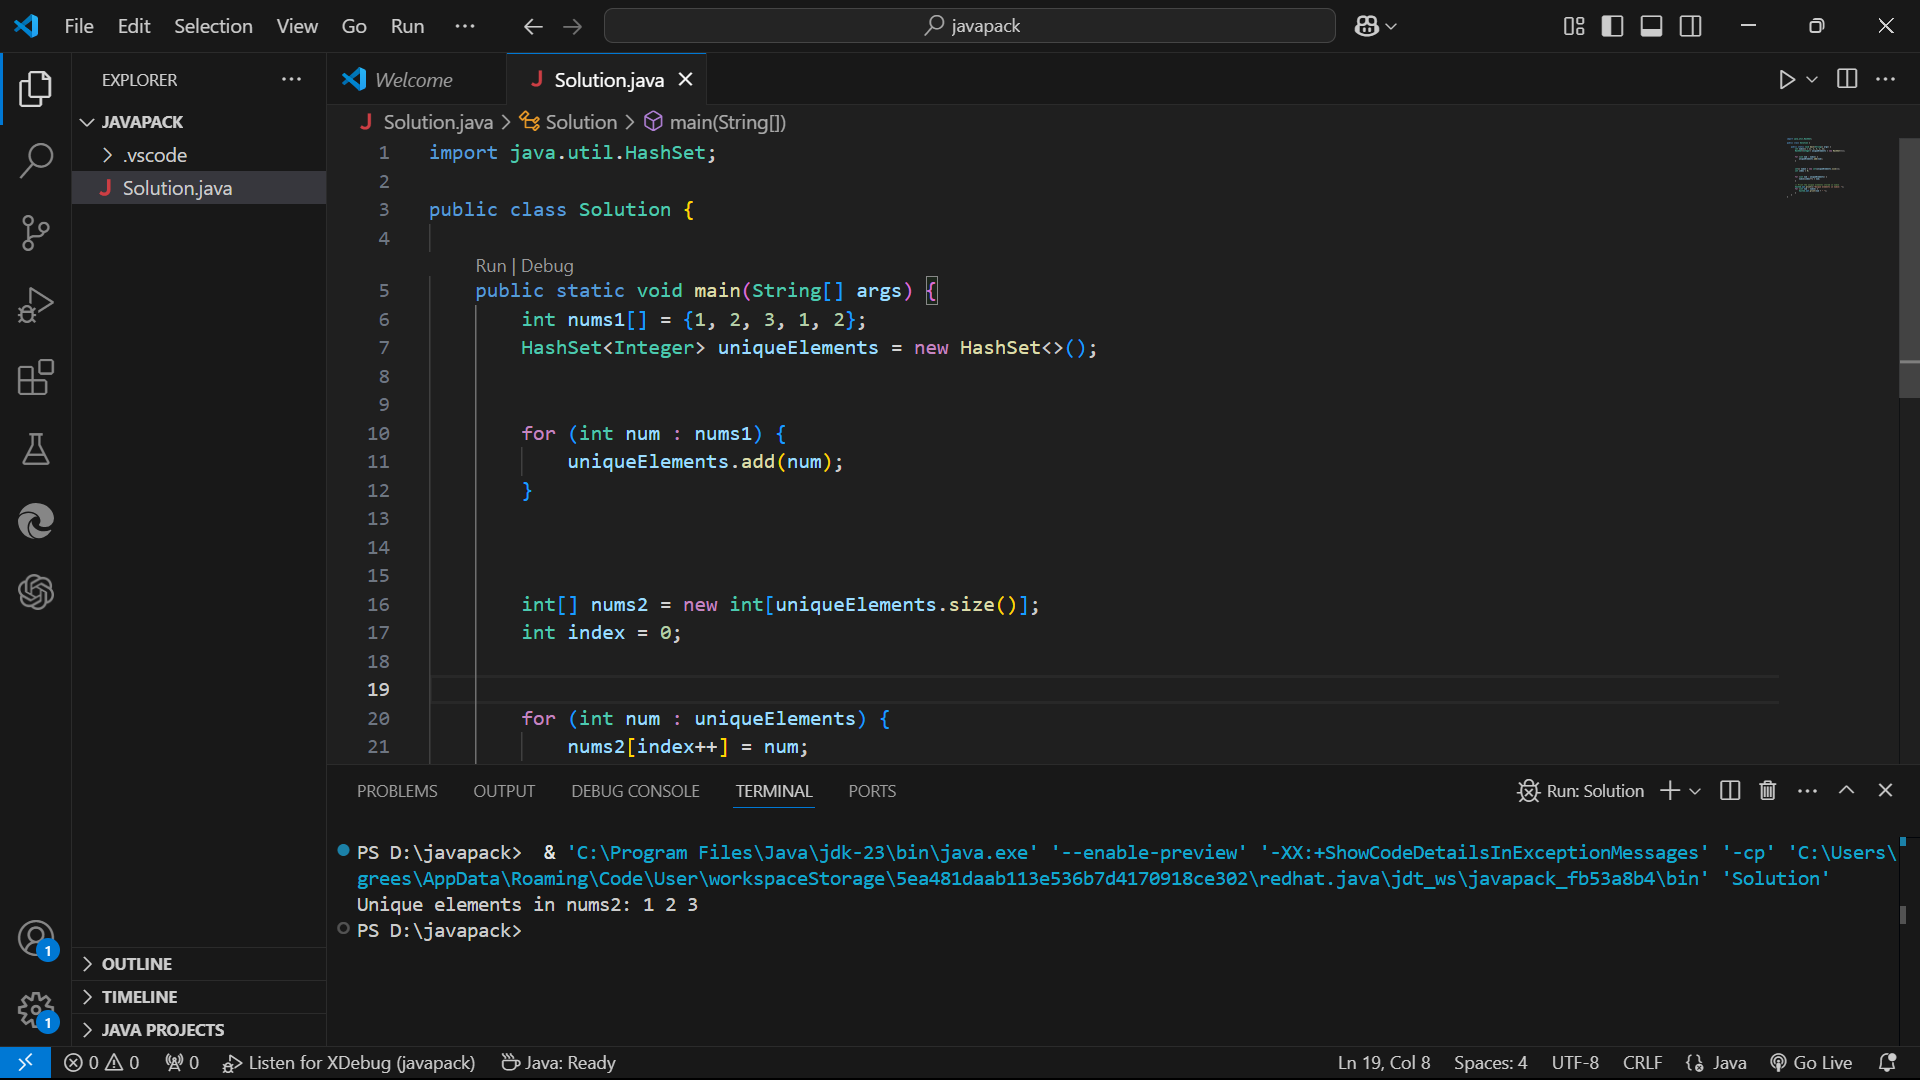 File Edit Selection View Go Run ··· javapack
EXPLORER ···
JAVAPACK
.vscode
Solution.java
OUTLINE
TIMELINE
JAVA PROJECTS
Welcome
Solution.java
Solution.java > Solution > main(String[])
1 import java.util.HashSet;
2
3 public class Solution {
4
Run | Debug
5 public static void main(String[] args) {
6 int nums1[] = {1, 2, 3, 1, 2};
7 HashSet<Integer> uniqueElements = new HashSet<>();
8
9
10 for (int num : nums1) {
11 uniqueElements.add(num);
12 }
13
14
15
16 int[] nums2 = new int[uniqueElements.size()];
17 int index = 0;
18
19
20 for (int num : uniqueElements) {
21 nums2[index++] = num;
PROBLEMS OUTPUT DEBUG CONSOLE TERMINAL PORTS Run: Solution
PS D:\javapack>  & 'C:\Program Files\Java\jdk-23\bin\java.exe' '--enable-preview' '-XX:+ShowCodeDetailsInExceptionMessages' '-cp' 'C:\Users\
grees\AppData\Roaming\Code\User\workspaceStorage\5ea481daab113e536b7d4170918ce302\redhat.java\jdt_ws\javapack_fb53a8b4\bin' 'Solution'
Unique elements in nums2: 1 2 3
PS D:\javapack>
1
1
0 0 0 Listen for XDebug (javapack) Java: Ready Ln 19, Col 8 Spaces: 4 UTF-8 CRLF Java Go Live